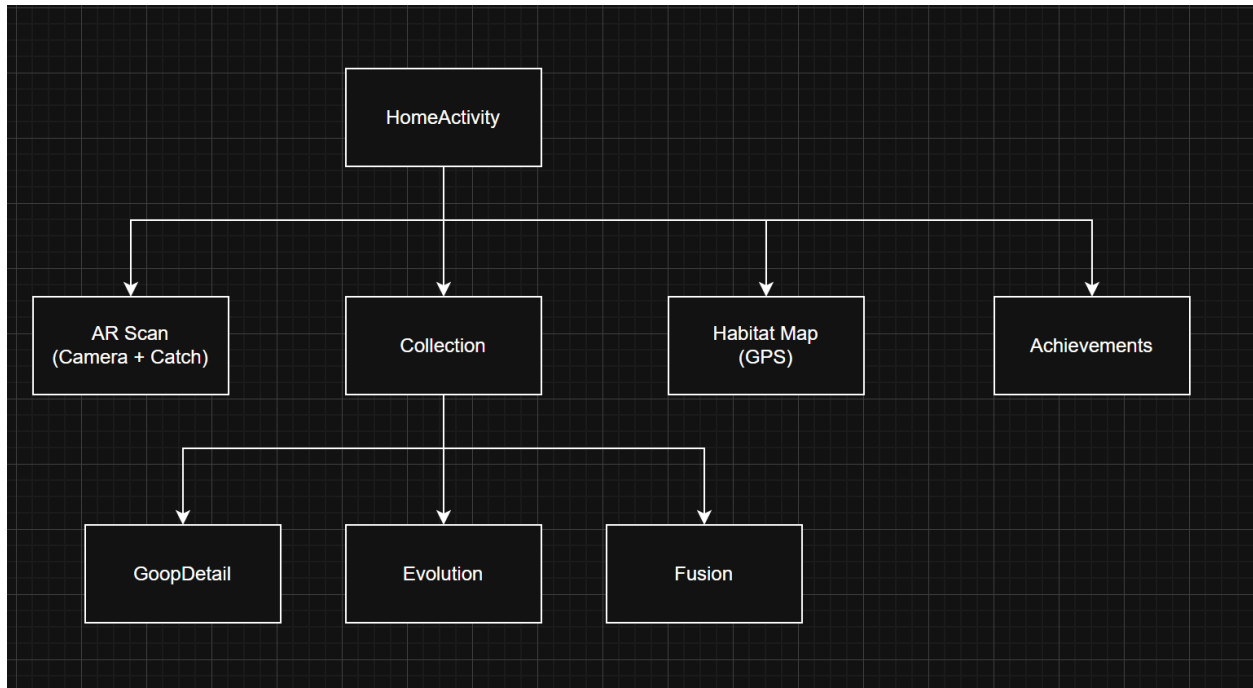 HomeActivity
AR Scan
(Camera + Catch)
Collection
Habitat Map
(GPS)
Achievements
GoopDetail
Evolution
Fusion